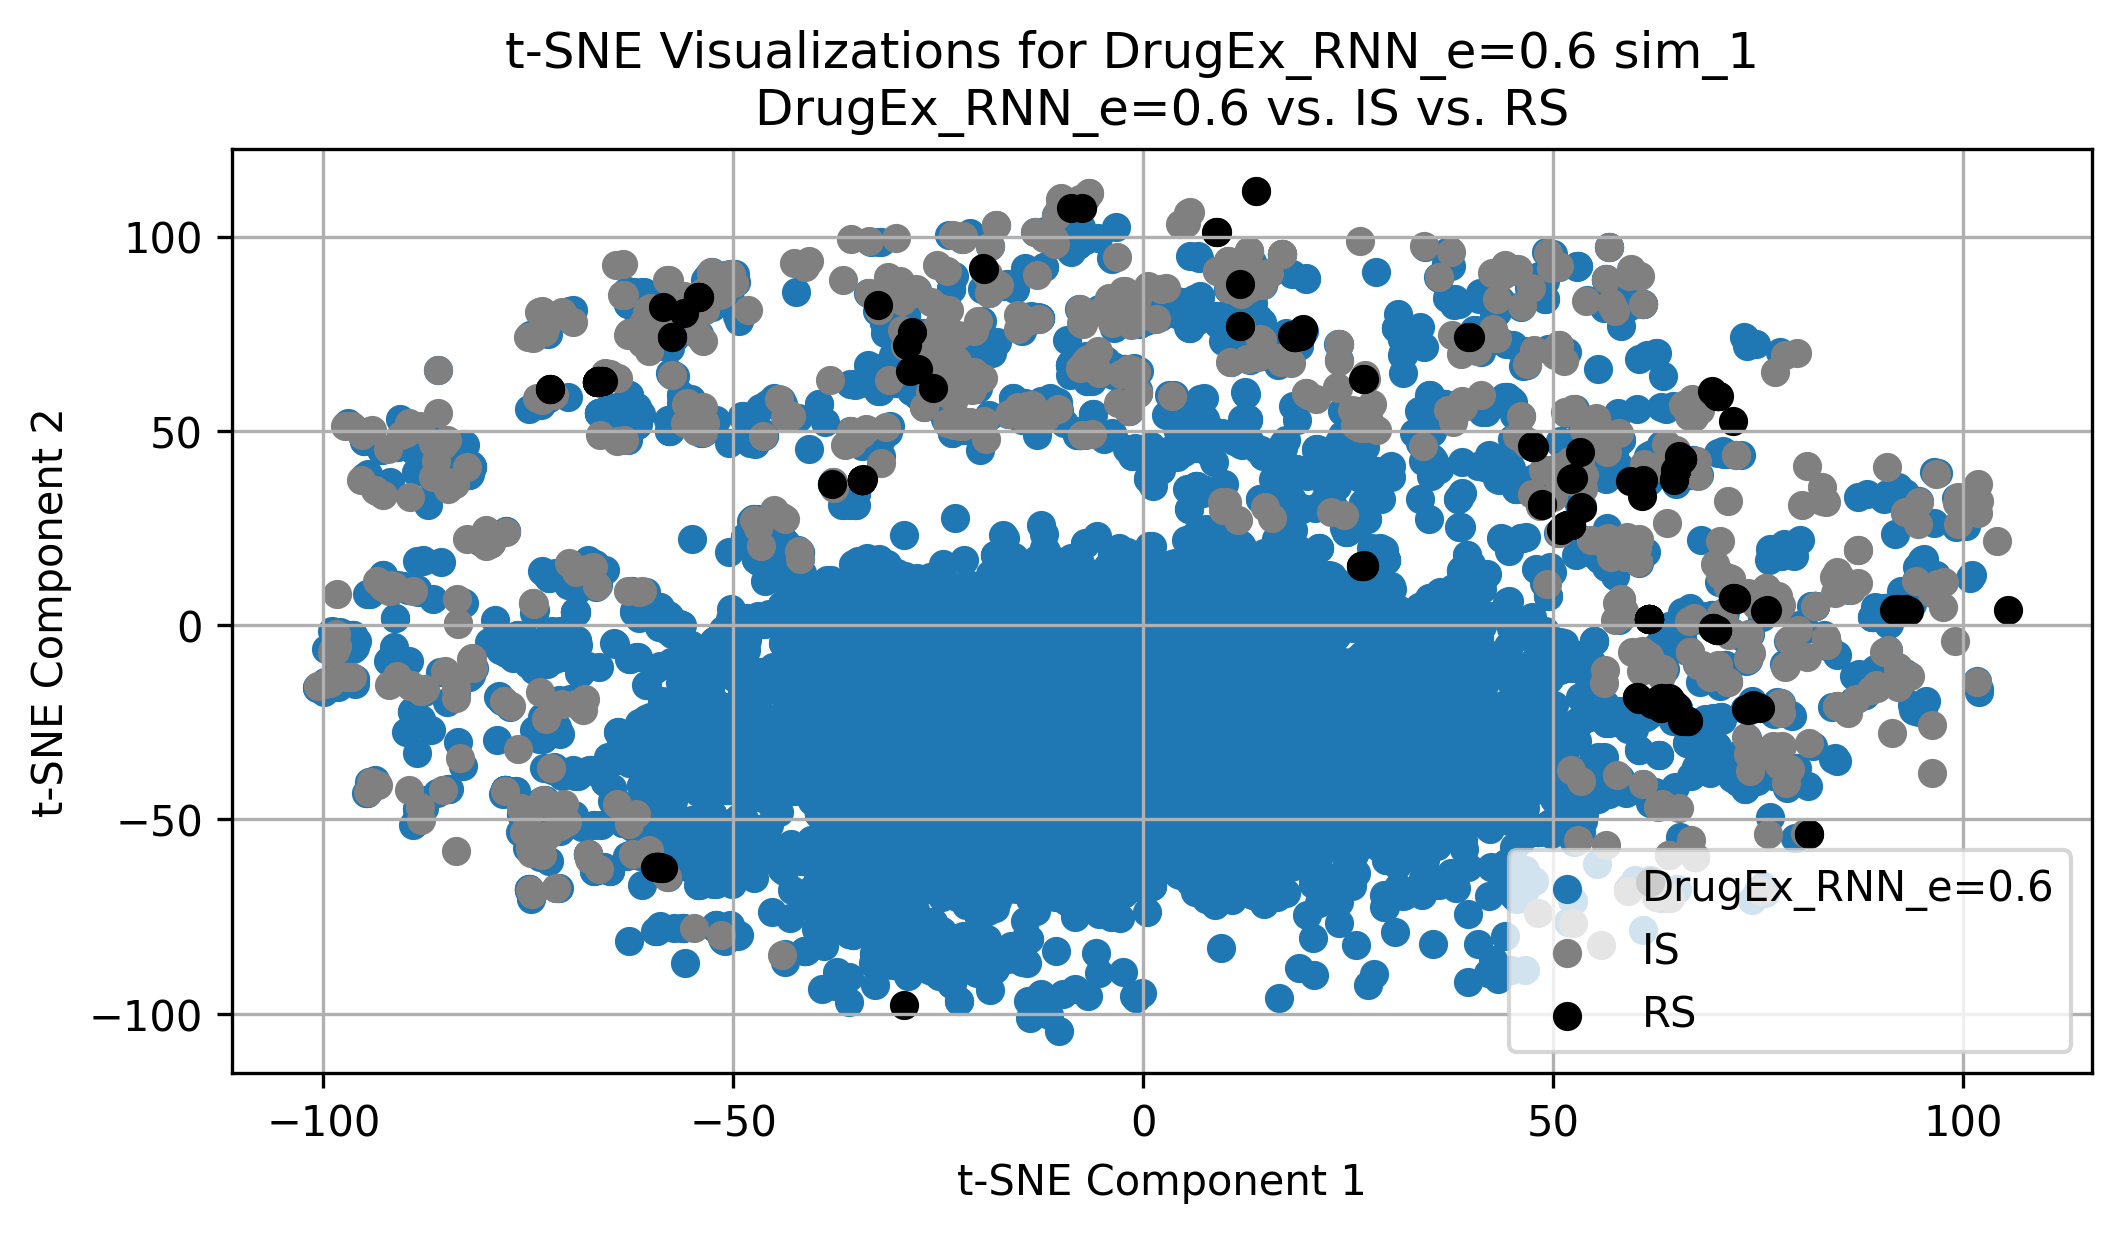 t-SNE Visualizations for DrugEx_RNN_e=0.6 sim_1
DrugEx_RNN_e=0.6 vs. IS vs. RS
t-SNE Component 2
100
50
0
−50
−100
DrugEx_RNN_e=0.6
IS
RS
−100
−50
0
50
100
t-SNE Component 1